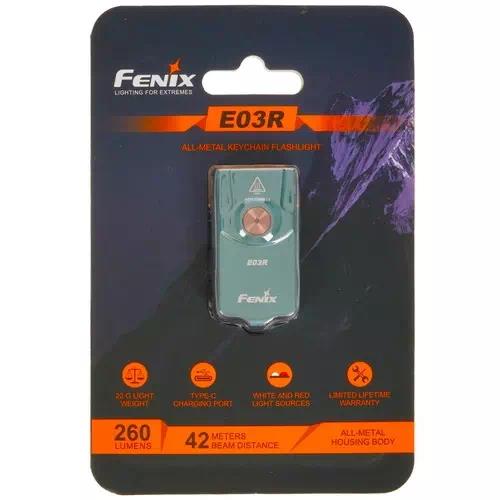 FENIX
LIGHTING FOR EXTREMES
E03R
ALL-METAL KEYCHAIN FLASHLIGHT
E03R
FENIX
22 G LIGHT
WEIGHT
TYPE-C
CHARGING PORT
WHITE AND RED
LIGHT SOURCES
LIMITED LIFETIME
WARRANTY
260
LUMENS
42 METERS
BEAM DISTANCE
ALL-METAL
HOUSING BODY